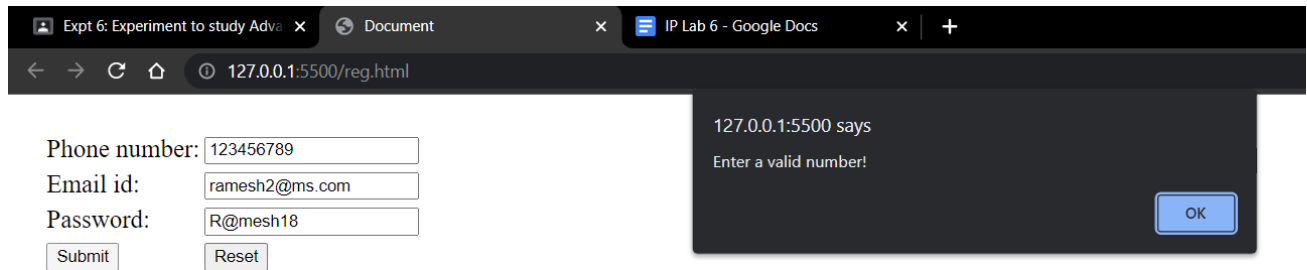 Expt 6: Experiment to study Adva
Document
IP Lab 6 - Google Docs
127.0.0.1:5500/reg.html
127.0.0.1:5500 says
Enter a valid number!
OK
Phone number: 123456789
Email id: ramesh2@ms.com
Password: R@mesh18
Submit Reset